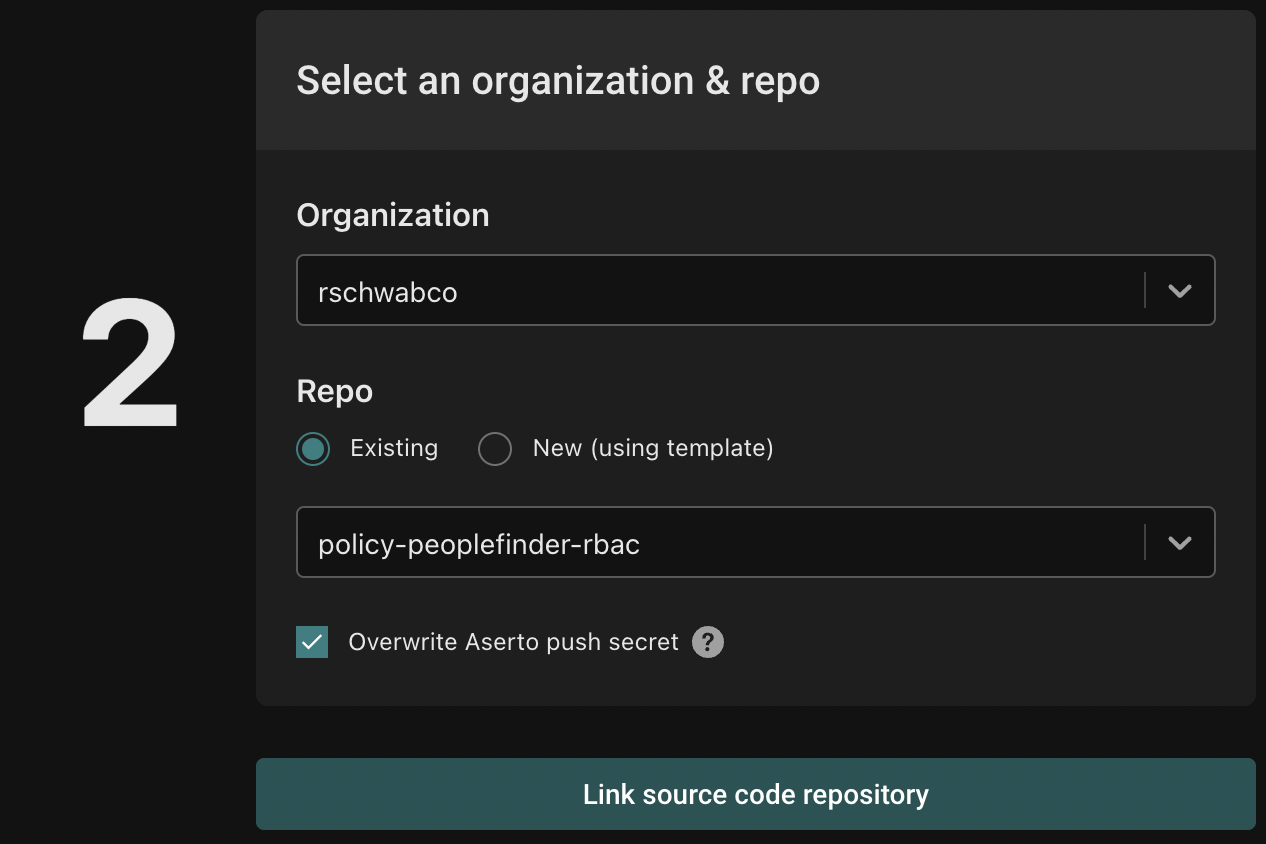 Select an organization & repo
2
Organization
rschwabco
Repo
Existing New (using template)
policy-peoplefinder-rbac
Overwrite Aserto push secret ?
Link source code repository